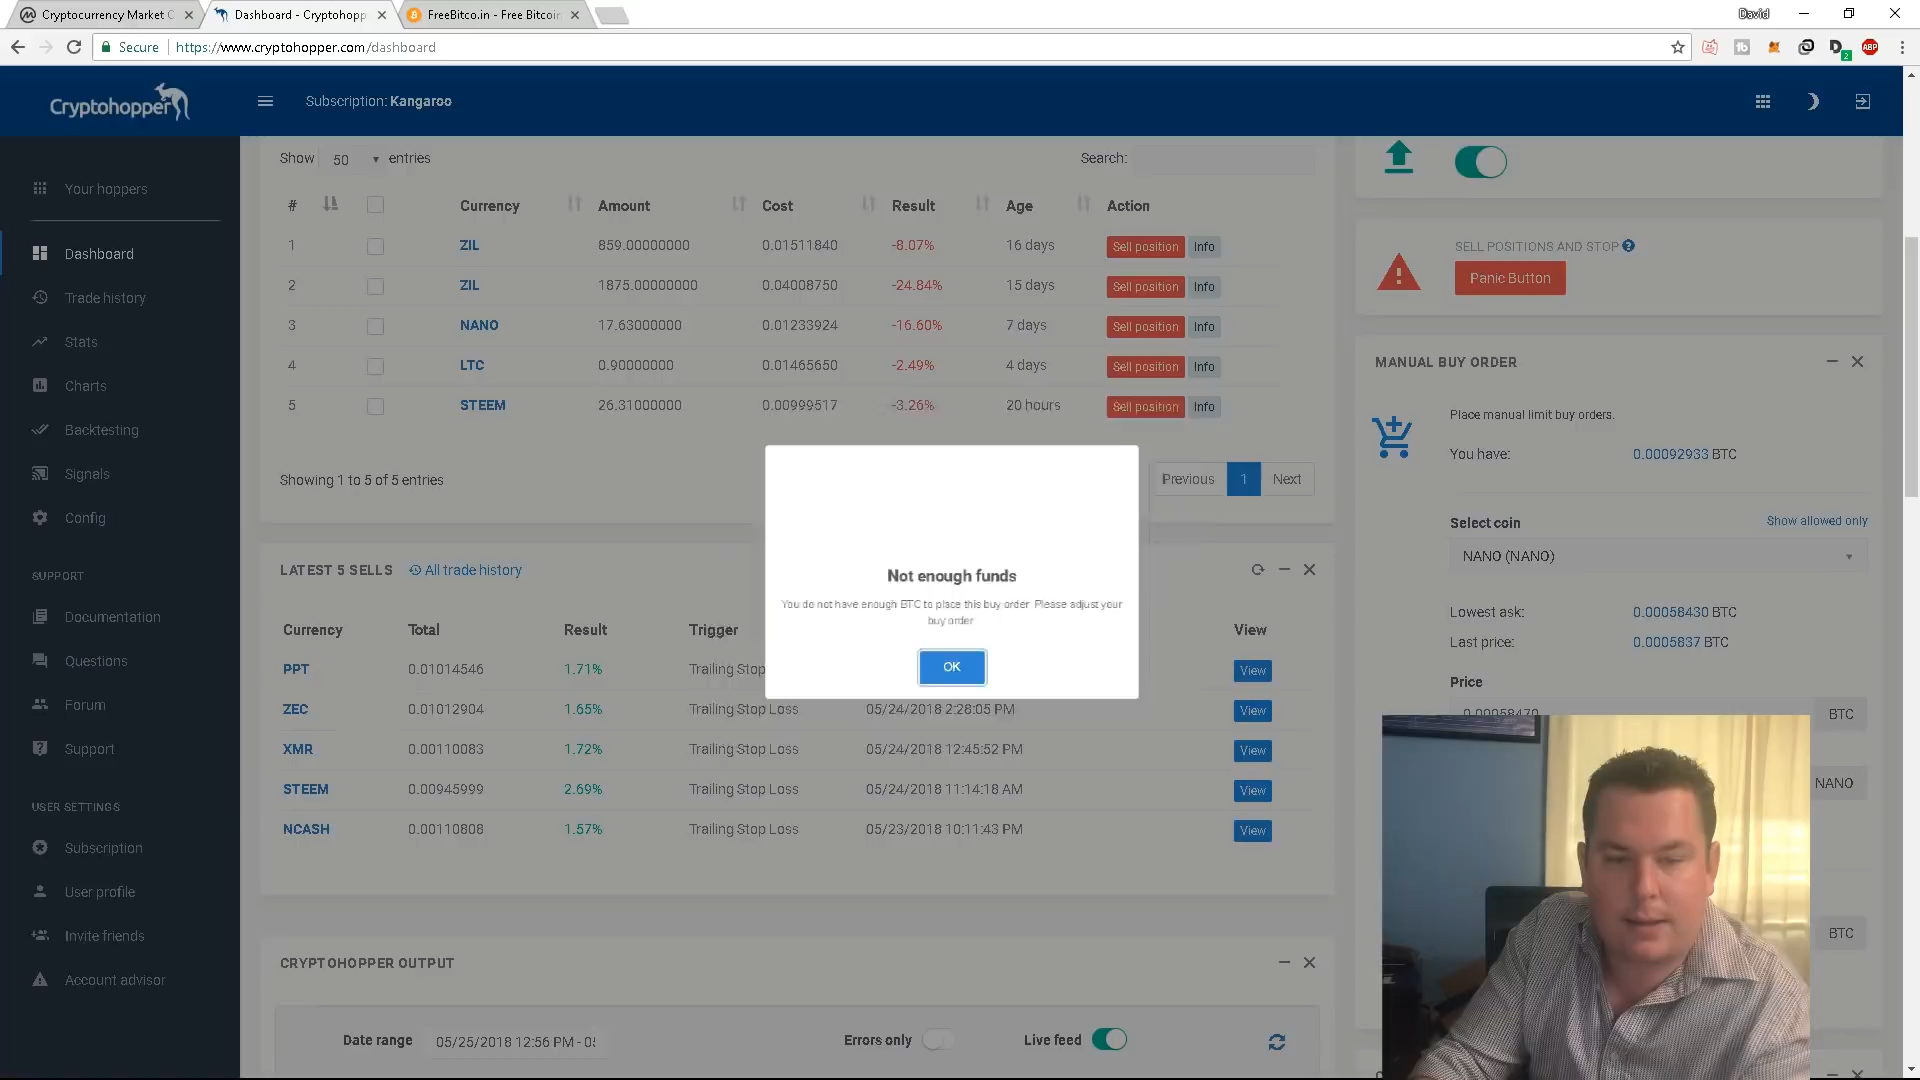 Cryptocurrency Market C
Dashboard - Cryptohopp
FreeBitco.in - Free Bitcoin
David
Secure
https://www.cryptohopper.com/dashboard
2
ABP
Cryptohopper
Subscription: Kangaroo
Your hoppers
Dashboard
Trade history
Stats
Charts
Backtesting
Signals
Config
SUPPORT
Documentation
Questions
Forum
Support
USER SETTINGS
Subscription
User profile
Invite friends
Account advisor
Show 50 entries
Search:
# Currency Amount Cost Result Age Action
1 ZIL 859.00000000 0.01511840 -8.07% 16 days Sell position Info
2 ZIL 1875.00000000 0.04008750 -24.84% 15 days Sell position Info
3 NANO 17.63000000 0.01233924 -16.60% 7 days Sell position Info
4 LTC 0.90000000 0.01465650 -2.49% 4 days Sell position Info
5 STEEM 26.31000000 0.00999517 -3.26% 20 hours Sell position Info
Showing 1 to 5 of 5 entries
Previous 1 Next
LATEST 5 SELLS All trade history
Currency Total Result Trigger View
PPT 0.01014546 1.71% Trailing Stop View
ZEC 0.01012904 1.65% Trailing Stop Loss 05/24/2018 2:28:05 PM View
XMR 0.00110083 1.72% Trailing Stop Loss 05/24/2018 12:45:52 PM View
STEEM 0.00945999 2.69% Trailing Stop Loss 05/24/2018 11:14:18 AM View
NCASH 0.00110808 1.57% Trailing Stop Loss 05/23/2018 10:11:43 PM View
Not enough funds
You do not have enough BTC to place this buy order Please adjust your
buy order
OK
CRYPTOHOPPER OUTPUT
Date range 05/25/2018 12:56 PM - 05
Errors only
Live feed
SELL POSITIONS AND STOP
Panic Button
MANUAL BUY ORDER
Place manual limit buy orders.
You have: 0.00092933 BTC
Select coin Show allowed only
NANO (NANO)
Lowest ask: 0.00058430 BTC
Last price: 0.0005837 BTC
Price
0.00058470 BTC
NANO
BTC